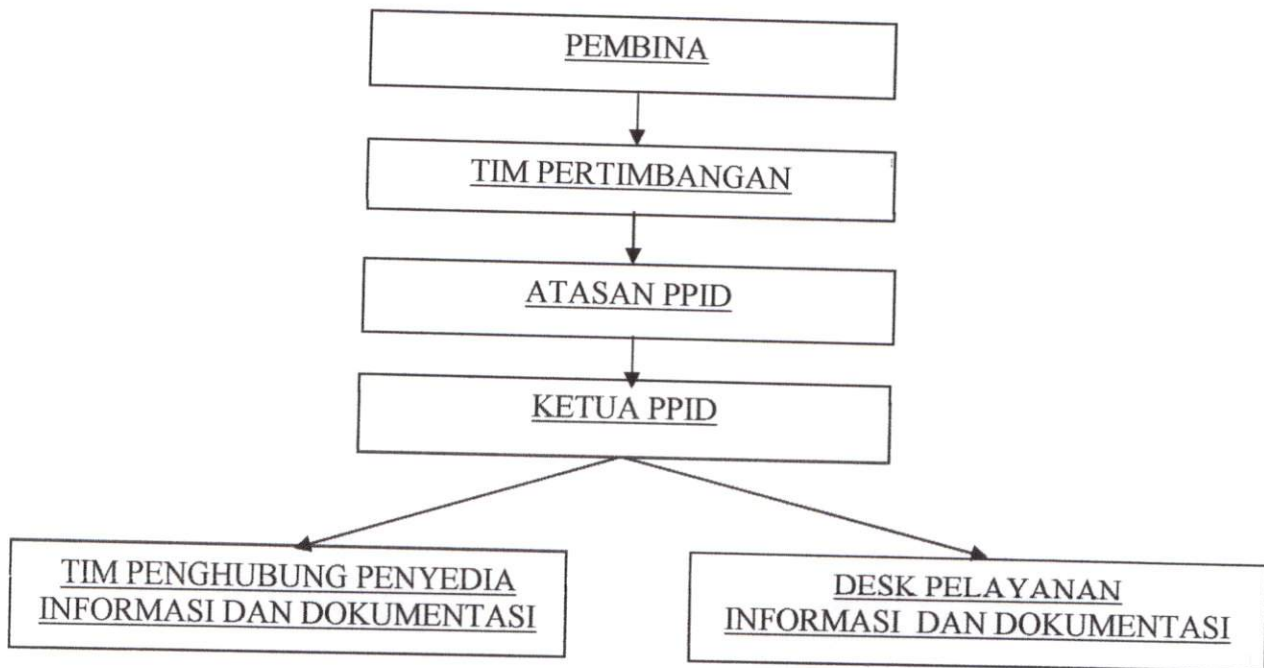 PEMBINA
TIM PERTIMBANGAN
ATASAN PPID
KETUA PPID
TIM PENGHUBUNG PENYEDIA
INFORMASI DAN DOKUMENTASI
DESK PELAYANAN
INFORMASI DAN DOKUMENTASI